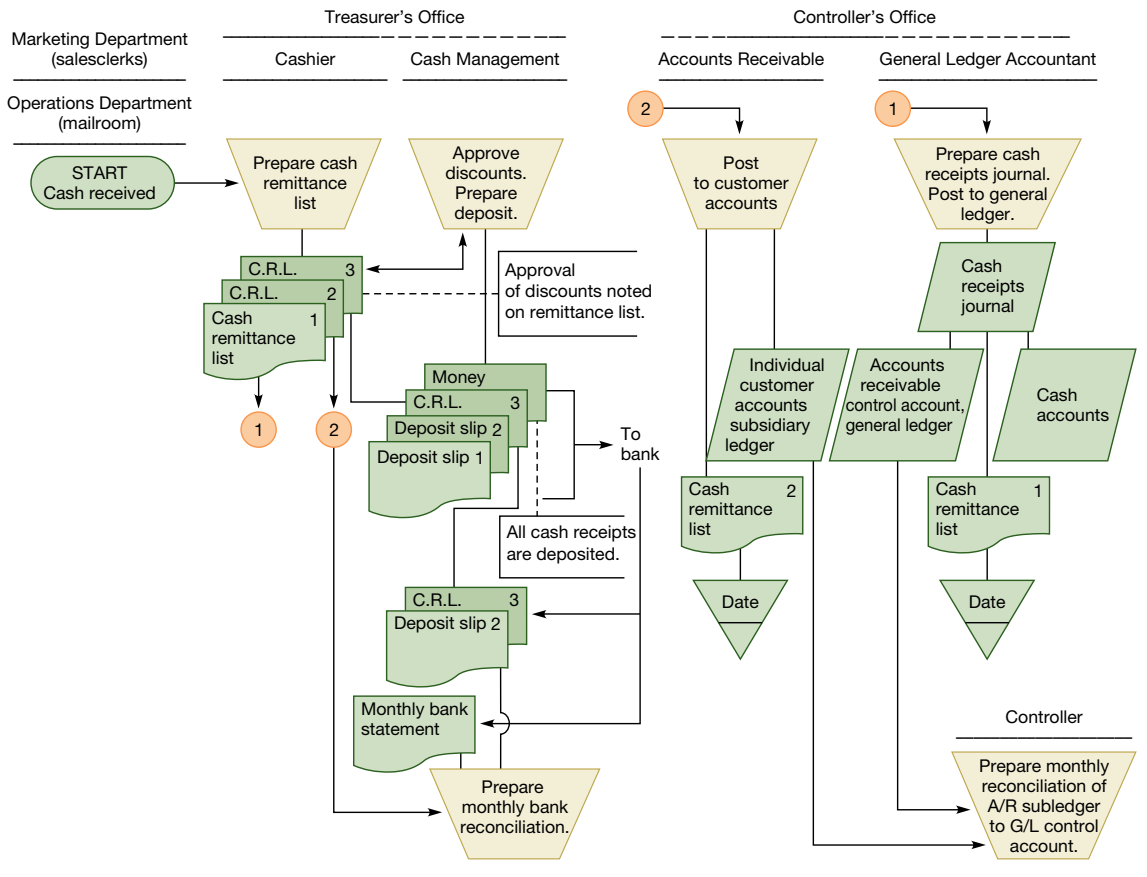 Treasurer's Office
Controller's Office
Marketing Department
(salesclerks)
Cashier
Cash Management
Accounts Receivable
General Ledger Accountant
Operations Department
(mailroom)
START
Cash received
Prepare cash
remittance
list
Approve
discounts.
Prepare
deposit.
2
Post
to customer
accounts
1
Prepare cash
receipts journal.
Post to general
ledger.
C.R.L. 3
C.R.L. 2
Cash 1
remittance
list
1
2
Approval
of discounts noted
on remittance list.
Money
C.R.L. 3
Deposit slip 2
Deposit slip 1
To
bank
All cash receipts
are deposited.
C.R.L. 3
Deposit slip 2
Monthly bank
statement
Prepare
monthly bank
reconciliation.
Individual
customer
accounts
subsidiary
ledger
Cash 2
remittance
list
Date
Cash
receipts
journal
Accounts
receivable
control account,
general ledger
Cash
accounts
Cash 1
remittance
list
Date
Controller
Prepare monthly
reconciliation of
A/R subledger
to G/L control
account.